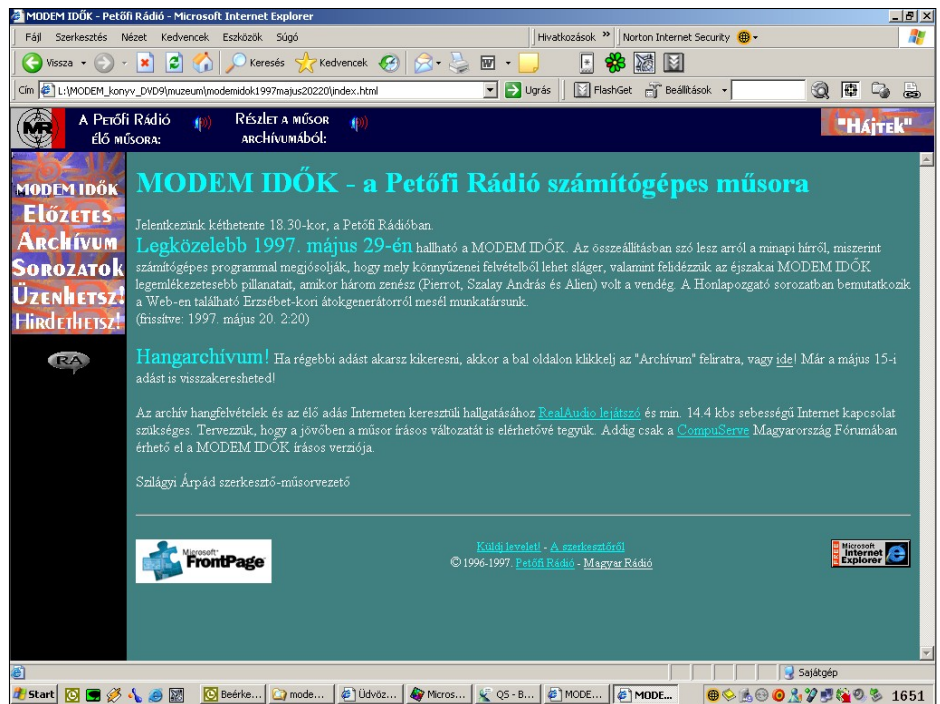 MODEM IDŐK - Petőfi Rádió - Microsoft Internet Explorer
Fájl Szerkesztés Nézet Kedvencek Eszközök Súgó Hivatkozások » Norton Internet Security
Vissza Keresés Kedvencek
Cím L:\MODEM_konyv_DVD9\muzeum\modemidok1997majus20220\index.html Ugrás FlashGet Beállítások
MR
A Petőfi Rádió
élő műsora:
Részlet a műsor
archívumából:
"Hájtek"
MODEM IDŐK
Előzetes
Archívum
Sorozatok
Üzenhetsz!
Hirdethetsz!
RA
MODEM IDŐK - a Petőfi Rádió számítógépes műsora
Jelentkezünk kéthetente 18.30-kor, a Petőfi Rádióban.
Legközelebb 1997. május 29-én hallható a MODEM IDŐK. Az összeállításban szó lesz arról a minapi hírről, miszerint
számítógépes programmal megjósolják, hogy mely könnyűzenei felvételből lehet sláger, valamint felidézzük az éjszakai MODEM IDŐK
legemlékezetesebb pillanatait, amikor három zenész (Pierrot, Szalay András és Alien) volt a vendég. A Honlapozgató sorozatban bemutatkozik
a Web-en található Erzsébet-kori átokgenerátorról mesél munkatársunk.
(frissítve: 1997. május 20. 2:20)
Hangarchívum! Ha régebbi adást akarsz kikeresni, akkor a bal oldalon klikkelj az "Archívum" feliratra, vagy ide! Már a május 15-i
adást is visszakeresheted!
Az archív hangfelvételek és az élő adás Interneten keresztüli hallgatásához RealAudio lejátszó és min. 14.4 kbs sebességű Internet kapcsolat
szükséges. Tervezzük, hogy a jövőben a műsor írásos változatát is elérhetővé tegyük. Addig csak a CompuServe Magyarország Fórumában
érhető el a MODEM IDŐK írásos verziója.
Szilágyi Árpád szerkesztő-műsorvezető
Microsoft FrontPage
Küldj levelet! - A szerkesztőről
© 1996-1997. Petőfi Rádió - Magyar Rádió
Microsoft Internet Explorer
Sajátgép
Start Beérke... mode... Üdvöz... Micros... QS - B... MODE... MODE... 1651